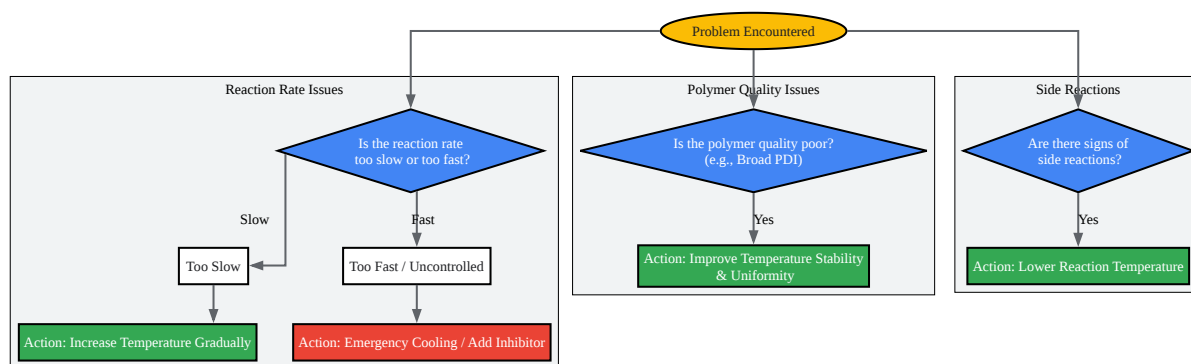 Problem Encountered
Reaction Rate Issues
Is the reaction rate
too slow or too fast?
Slow
Fast
Too Slow
Too Fast / Uncontrolled
Action: Increase Temperature Gradually
Action: Emergency Cooling / Add Inhibitor
Polymer Quality Issues
Is the polymer quality poor?
(e.g., Broad PDI)
Yes
Action: Improve Temperature Stability
& Uniformity
Side Reactions
Are there signs of
side reactions?
Yes
Action: Lower Reaction Temperature